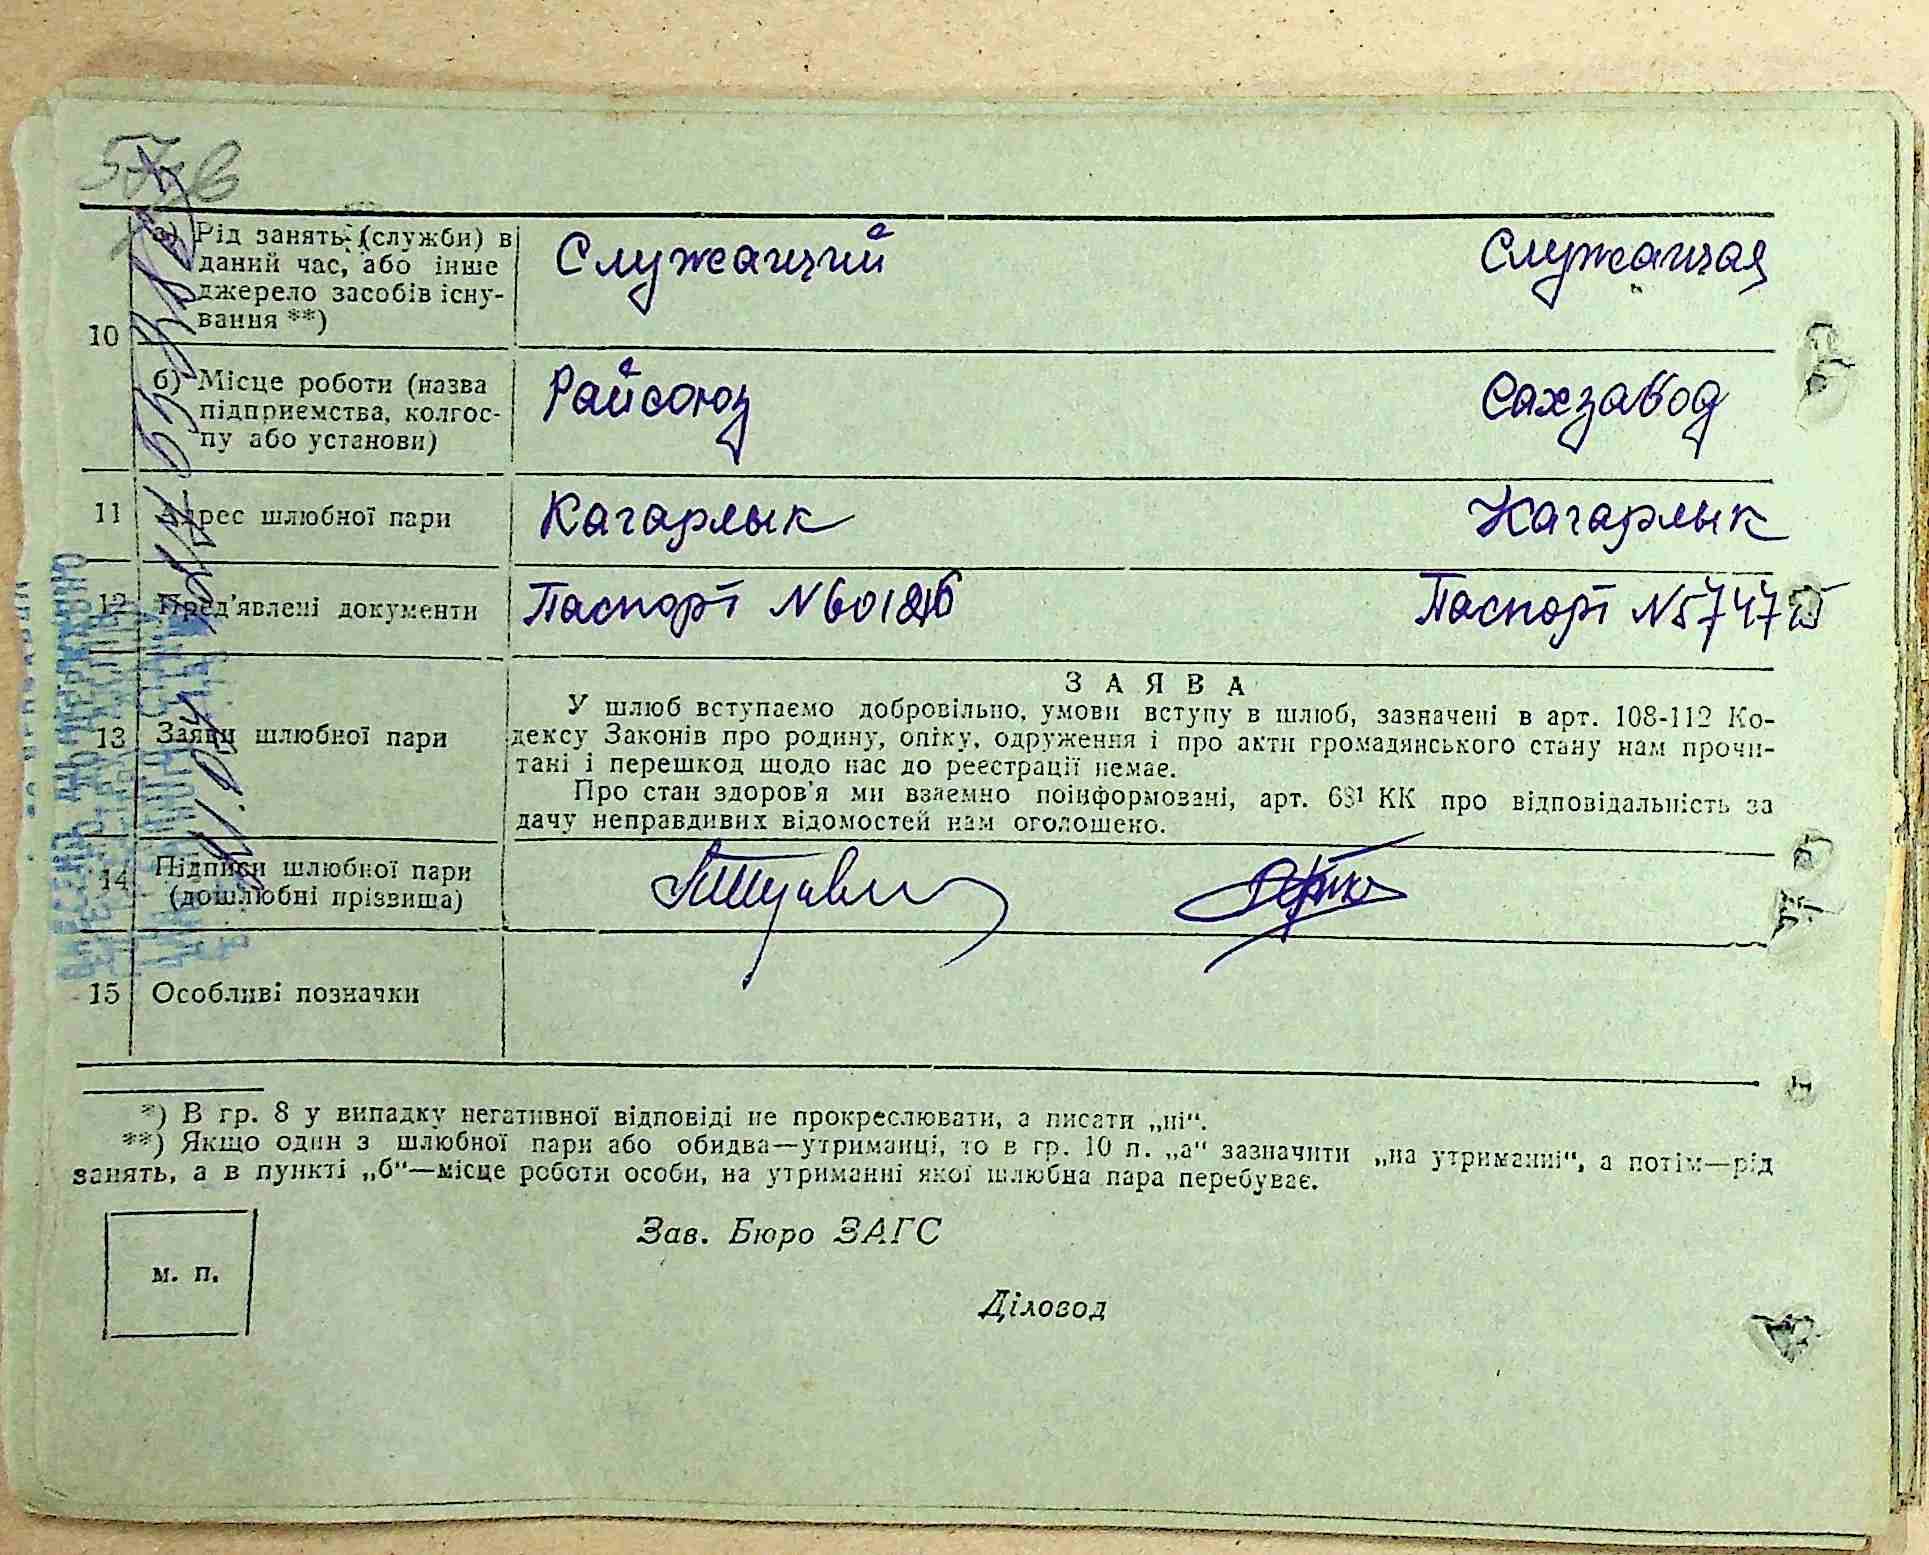 10
а) Рід занять (служби) в
даний час, або інше
джерело засобів існу-
вання **)
Служащий
Служащая
б) Місце роботи (назва
підприємства, колгос-
пу або установи)
Райсоюз
Сахзавод
11 Адрес шлюбної пари
Кагарлык
Кагарлык
12 Пред'явлені документи
Паспорт
Паспорт
13 Заяви шлюбної пари
ЗАЯВА
У шлюб вступаємо добровільно, умови вступу в шлюб, зазначені в арт. 108-112 Ко-
дексу Законів про родину, опіку, одруження і про акти громадянського стану нам прочи-
тані і перешкод щодо нас до реестрації немає.
Про стан здоров'я ми взаємно поінформовані, арт. КК про відповідальність за
дачу неправдивих відомостей нам оголошено.
14 Підписи шлюбної пари
(дошлюбні прізвища)
15 Особливі позначки
*) В гр. 8 у випадку негативної відповіді не прокреслювати, а писати „ні“.
**) Якщо один з шлюбної пари або обидва—утриманці, то в гр. 10 п. „а“ зазначити „на утриманні“, а потім—рід
занять, а в пункті „б“—місце роботи особи, на утриманні якої шлюбна пара перебуває.
Зав. Бюро ЗАГС
м. п.
Діловод